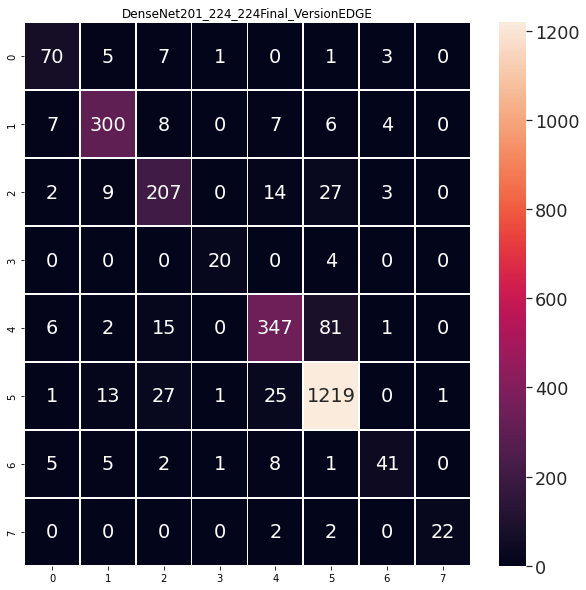 DenseNet201_224_224Final_VersionEDGE
0 70 5 7 1 0 1 3 0
1 7 300 8 0 7 6 4 0
2 2 9 207 0 14 27 3 0
3 0 0 0 20 0 4 0 0
4 6 2 15 0 347 81 1 0
5 1 13 27 1 25 1219 0 1
6 5 5 2 1 8 1 41 0
7 0 0 0 0 2 2 0 22
0 1 2 3 4 5 6 7
1200
1000
800
600
400
200
0